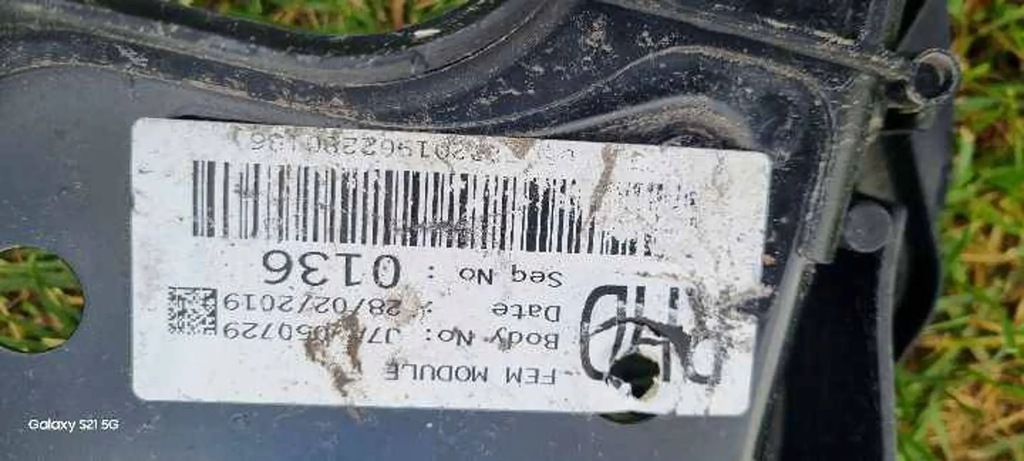 RHD
FEM MODULE
Body No:
Date : 28/02/2019
Seq No : 0136
Galaxy S21 5G